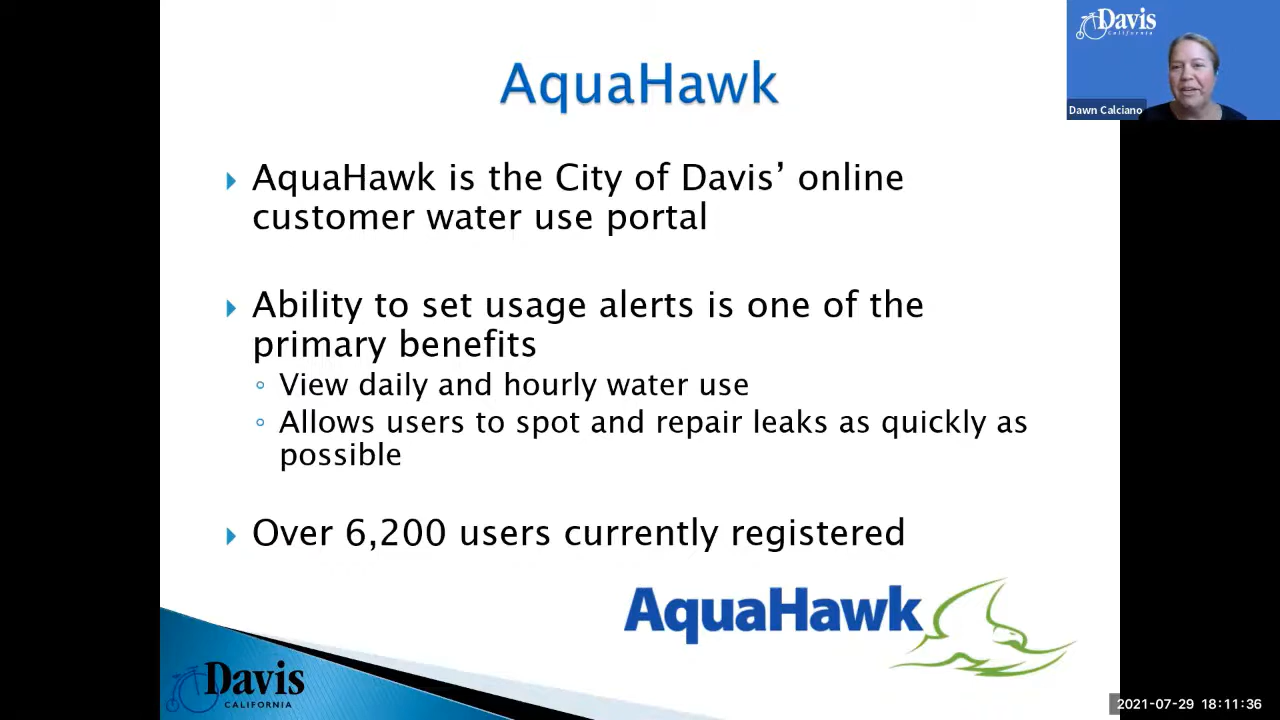 AquaHawk
AquaHawk is the City of Davis’ online
customer water use portal
Ability to set usage alerts is one of the
primary benefits
View daily and hourly water use
Allows users to spot and repair leaks as quickly as
possible
Over 6,200 users currently registered
AquaHawk
Davis
CALIFORNIA
Davis
California
Dawn Calciano
2021-07-29 18:11:36